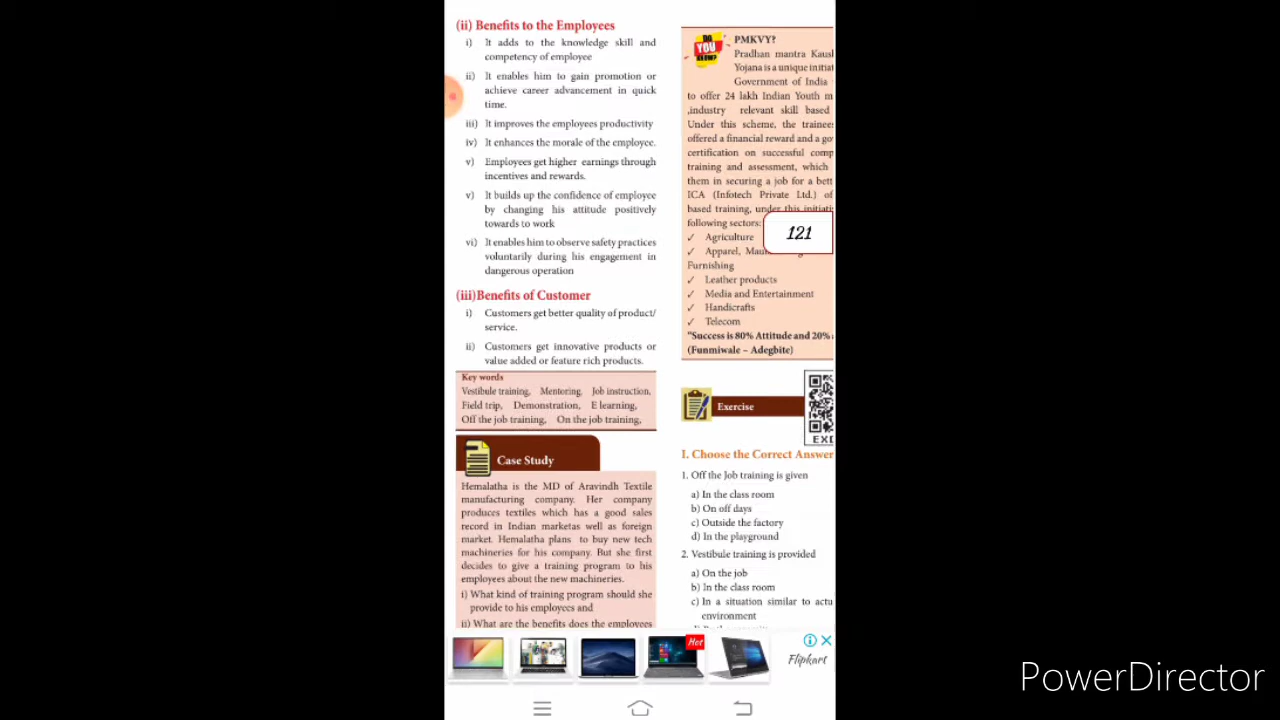 (ii) Benefits to the Employees
i) It adds to the knowledge skill and
competency of employee
ii) It enables him to gain promotion or
achieve career advancement in quick
time.
iii) It improves the employees productivity
iv) It enhances the morale of the employee.
v) Employees get higher earnings through
incentives and rewards.
v) It builds up the confidence of employee
by changing his attitude positively
towards to work
vi) It enables him to observe safety practices
voluntarily during his engagement in
dangerous operation
(iii)Benefits of Customer
i) Customers get better quality of product/
service.
ii) Customers get innovative products or
value added or feature rich products.
Key words
Vestibule training, Mentoring, Job instruction,
Field trip, Demonstration, E learning,
Off the job training, On the job training,
Case Study
Hemalatha is the MD of Aravindh Textile
manufacturing company. Her company
produces textiles which has a good sales
record in Indian marketas well as foreign
market. Hemalatha plans to buy new tech
machineries for his company. But she first
decides to give a training program to his
employees about the new machineries.
i) What kind of training program should she
provide to his employees and
ii) What are the benefits does the employees
DO YOU KNOW?
PMKVY?
Pradhan mantra Kaush
Yojana is a unique initiat
Government of India
to offer 24 lakh Indian Youth m
,industry relevant skill based
Under this scheme, the trainees
offered a financial reward and a go
certification on successful comp
training and assessment, which
them in securing a job for a bett
ICA (Infotech Private Ltd.) of
based training, under this initiati
following sectors:
121
✓ Agriculture
✓ Apparel,
Furnishing
✓ Leather products
✓ Media and Entertainment
✓ Handicrafts
✓ Telecom
"Success is 80% Attitude and 20%
(Funmiwale – Adegbite)
Exercise
I. Choose the Correct Answer
1. Off the Job training is given
a) In the class room
b) On off days
c) Outside the factory
d) In the playground
2. Vestibule training is provided
a) On the job
b) In the class room
c) In a situation similar to actu
environment
Hot
Flipkart
PowerDirector